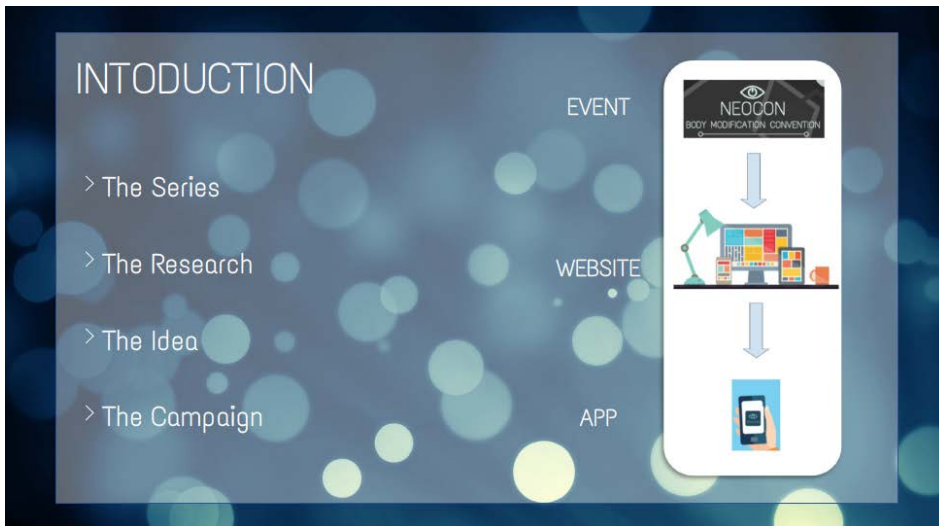 INTODUCTION
> The Series
> The Research
> The Idea
> The Campaign
EVENT
WEBSITE
APP
NEOCON
BODY MODIFICATION CONVENTION